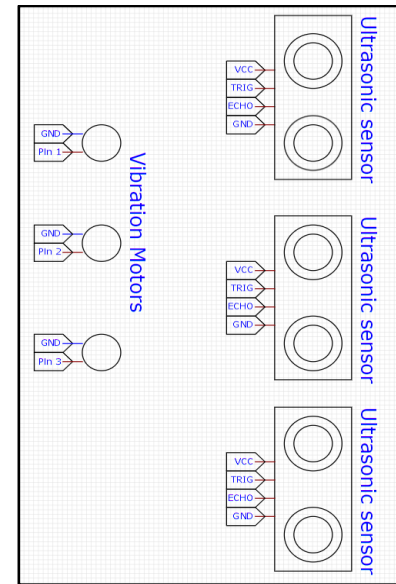 Ultrasonic sensor
VCC
TRIG
ECHO
GND
GND
PIn 1
Vibration Motors
GND
PIn 2
Ultrasonic sensor
VCC
TRIG
ECHO
GND
GND
PIn 3
Ultrasonic sensor
VCC
TRIG
ECHO
GND